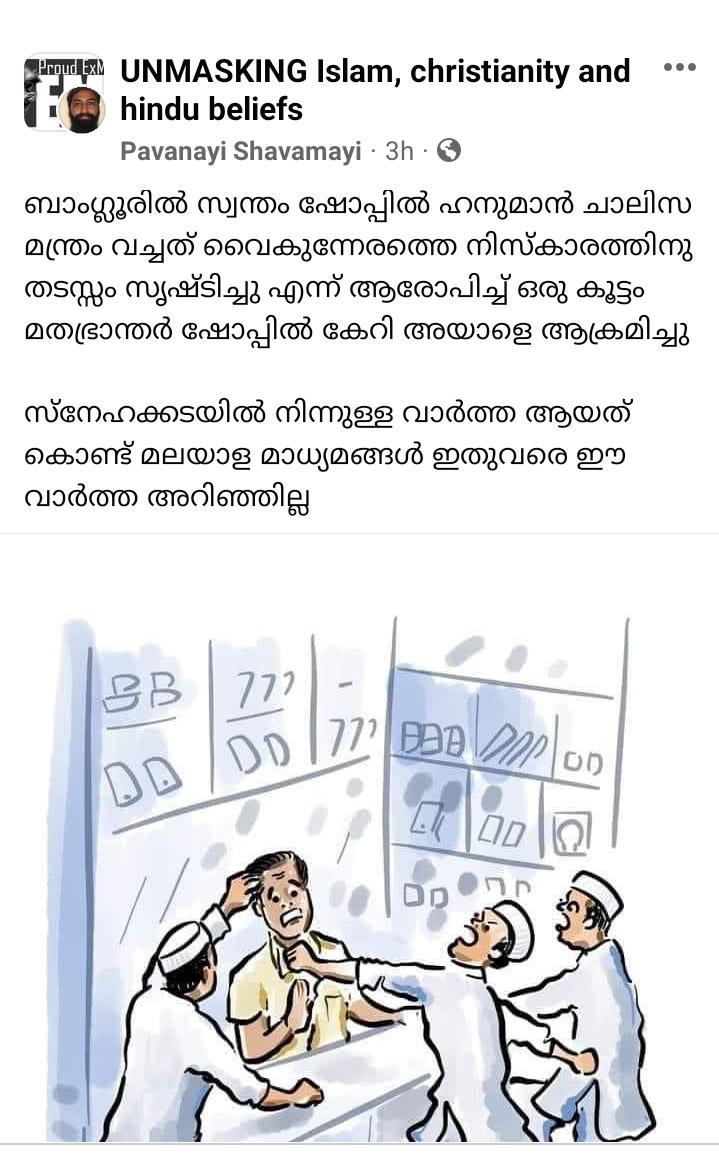 Proud ExM
UNMASKING Islam, christianity and
hindu beliefs
Pavanayi Shavamayi · 3h ·
ബാംഗ്ലൂരിൽ സ്വന്തം ഷോപ്പിൽ ഹനുമാൻ ചാലിസ
മന്ത്രം വച്ചത് വൈകുന്നേരത്തെ നിസ്കാരത്തിനു
തടസ്സം സൃഷ്ടിച്ചു എന്ന് ആരോപിച്ച് ഒരു കൂട്ടം
മതഭ്രാന്തർ ഷോപ്പിൽ കേറി അയാളെ ആക്രമിച്ചു
സ്നേഹക്കടയിൽ നിന്നുള്ള വാർത്ത ആയത്
കൊണ്ട് മലയാള മാധ്യമങ്ങൾ ഇതുവരെ ഈ
വാർത്ത അറിഞ്ഞില്ല